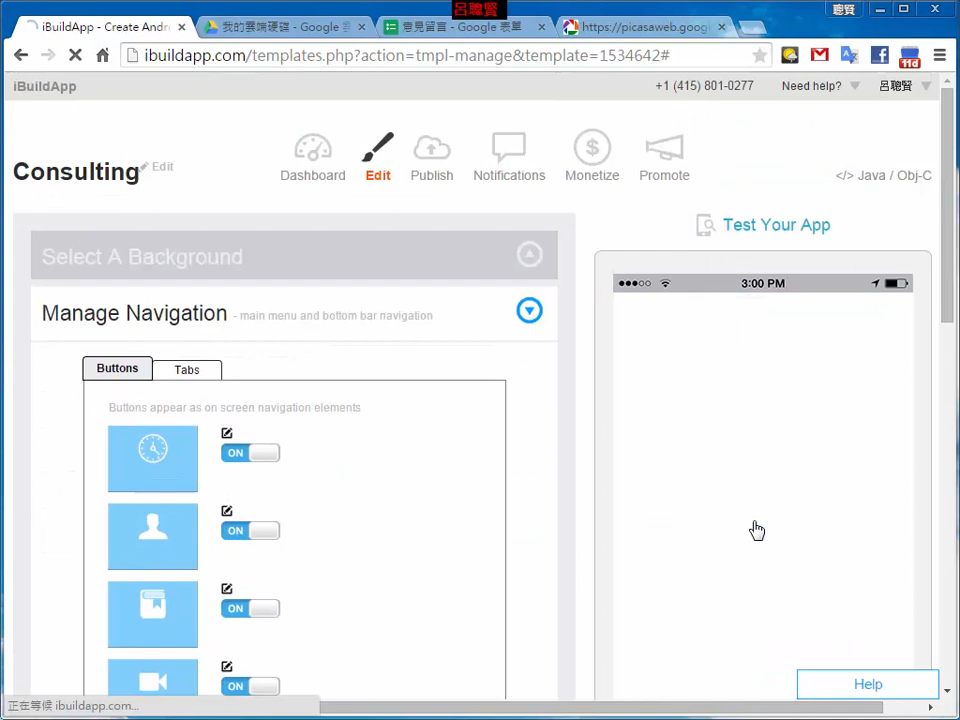 呂聰賢
聰賢
iBuildApp - Create Andro
我的雲端硬碟 - Google 雲
意見留言 - Google 表單
https://picasaweb.goog
ibuildapp.com/templates.php?action=tmpl-manage&template=1534642#
11d
iBuildApp
+1 (415) 801-0277
Need help?
呂聰賢
Consulting
Edit
Dashboard
Edit
Publish
Notifications
Monetize
Promote
</> Java / Obj-C
Select A Background
Test Your App
Manage Navigation - main menu and bottom bar navigation
3:00 PM
Buttons
Tabs
Buttons appear as on screen navigation elements
ON
ON
ON
ON
Help
正在等候 ibuildapp.com...